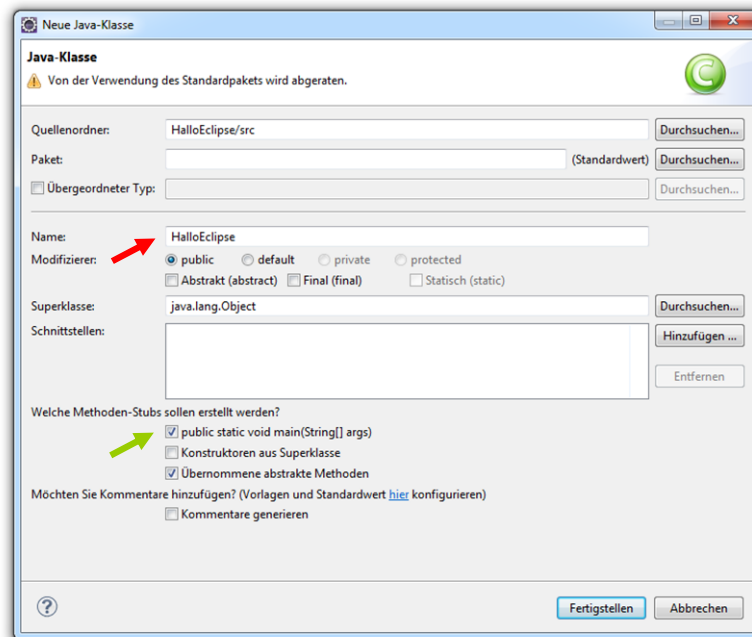 Neue Java-Klasse
Java-Klasse
Von der Verwendung des Standardpakets wird abgeraten.
Quellenordner: HalloEclipse/src Durchsuchen...
Paket: (Standardwert) Durchsuchen...
Übergeordneter Typ: Durchsuchen...
Name: HalloEclipse
Modifizierer: public default private protected
Abstrakt (abstract) Final (final) Statisch (static)
Superklasse: java.lang.Object Durchsuchen...
Schnittstellen: Hinzufügen ...
Entfernen
Welche Methoden-Stubs sollen erstellt werden?
public static void main(String[] args)
Konstruktoren aus Superklasse
Übernommene abstrakte Methoden
Möchten Sie Kommentare hinzufügen? (Vorlagen und Standardwert hier konfigurieren)
Kommentare generieren
? Fertigstellen Abbrechen